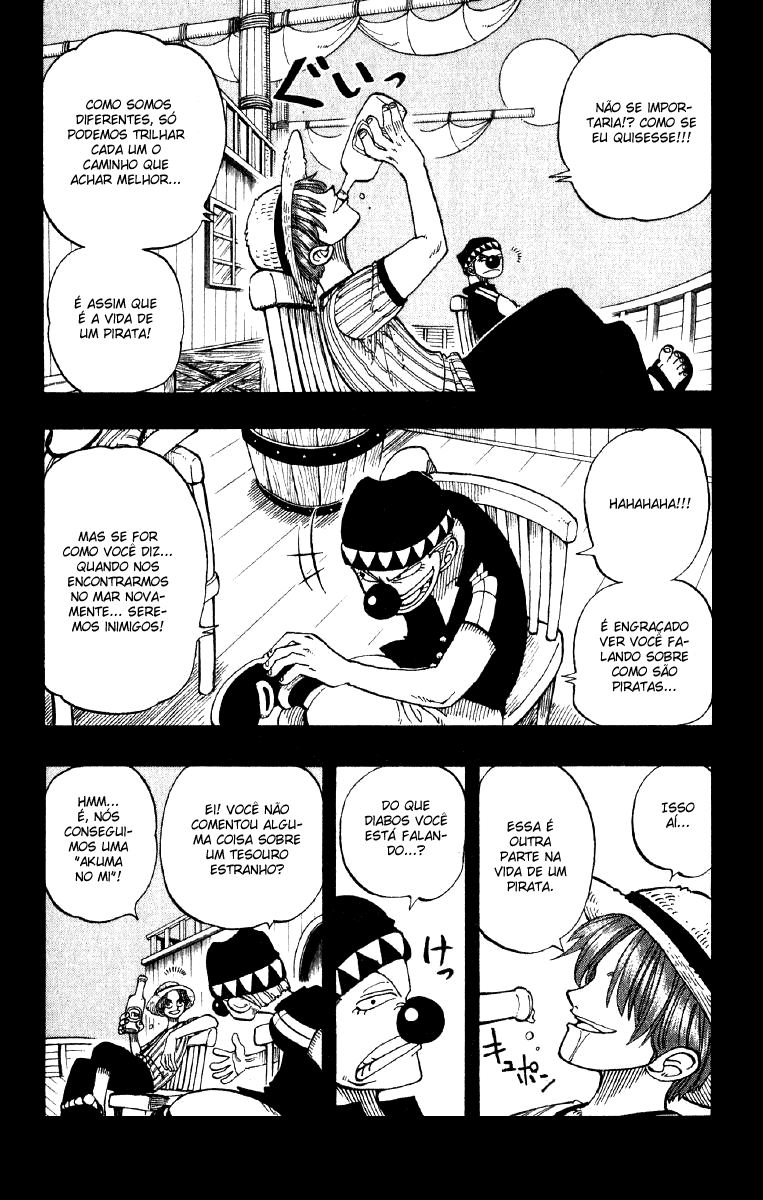 NÃO SE IMPOR-
TARIA!? COMO SE
EU QUISESSE!!!
ぐいっ
COMO SOMOS
DIFERENTES, SÓ
PODEMOS TRILHAR
CADA UM O
CAMINHO QUE
ACHAR MELHOR...
É ASSIM QUE
É A VIDA DE
UM PIRATA!
HAHAHAHA!!!
É ENGRAÇADO
VER VOCÊ FA-
LANDO SOBRE
COMO SÃO
PIRATAS...
MAS SE FOR
COMO VOCÊ DIZ...
QUANDO NOS
ENCONTRARMOS
NO MAR NOVA-
MENTE... SERE-
MOS INIMIGOS!
ISSO
AÍ...
ESSA É
OUTRA
PARTE NA
VIDA DE UM
PIRATA.
キュポン
DO QUE
DIABOS VOCÊ
ESTÁ FALAN-
DO...?
けっ
EI! VOCÊ NÃO
COMENTOU ALGU-
MA COISA SOBRE
UM TESOURO
ESTRANHO?
HMM...
É, NÓS
CONSEGUI-
MOS UMA
"AKUMA
NO MI"!